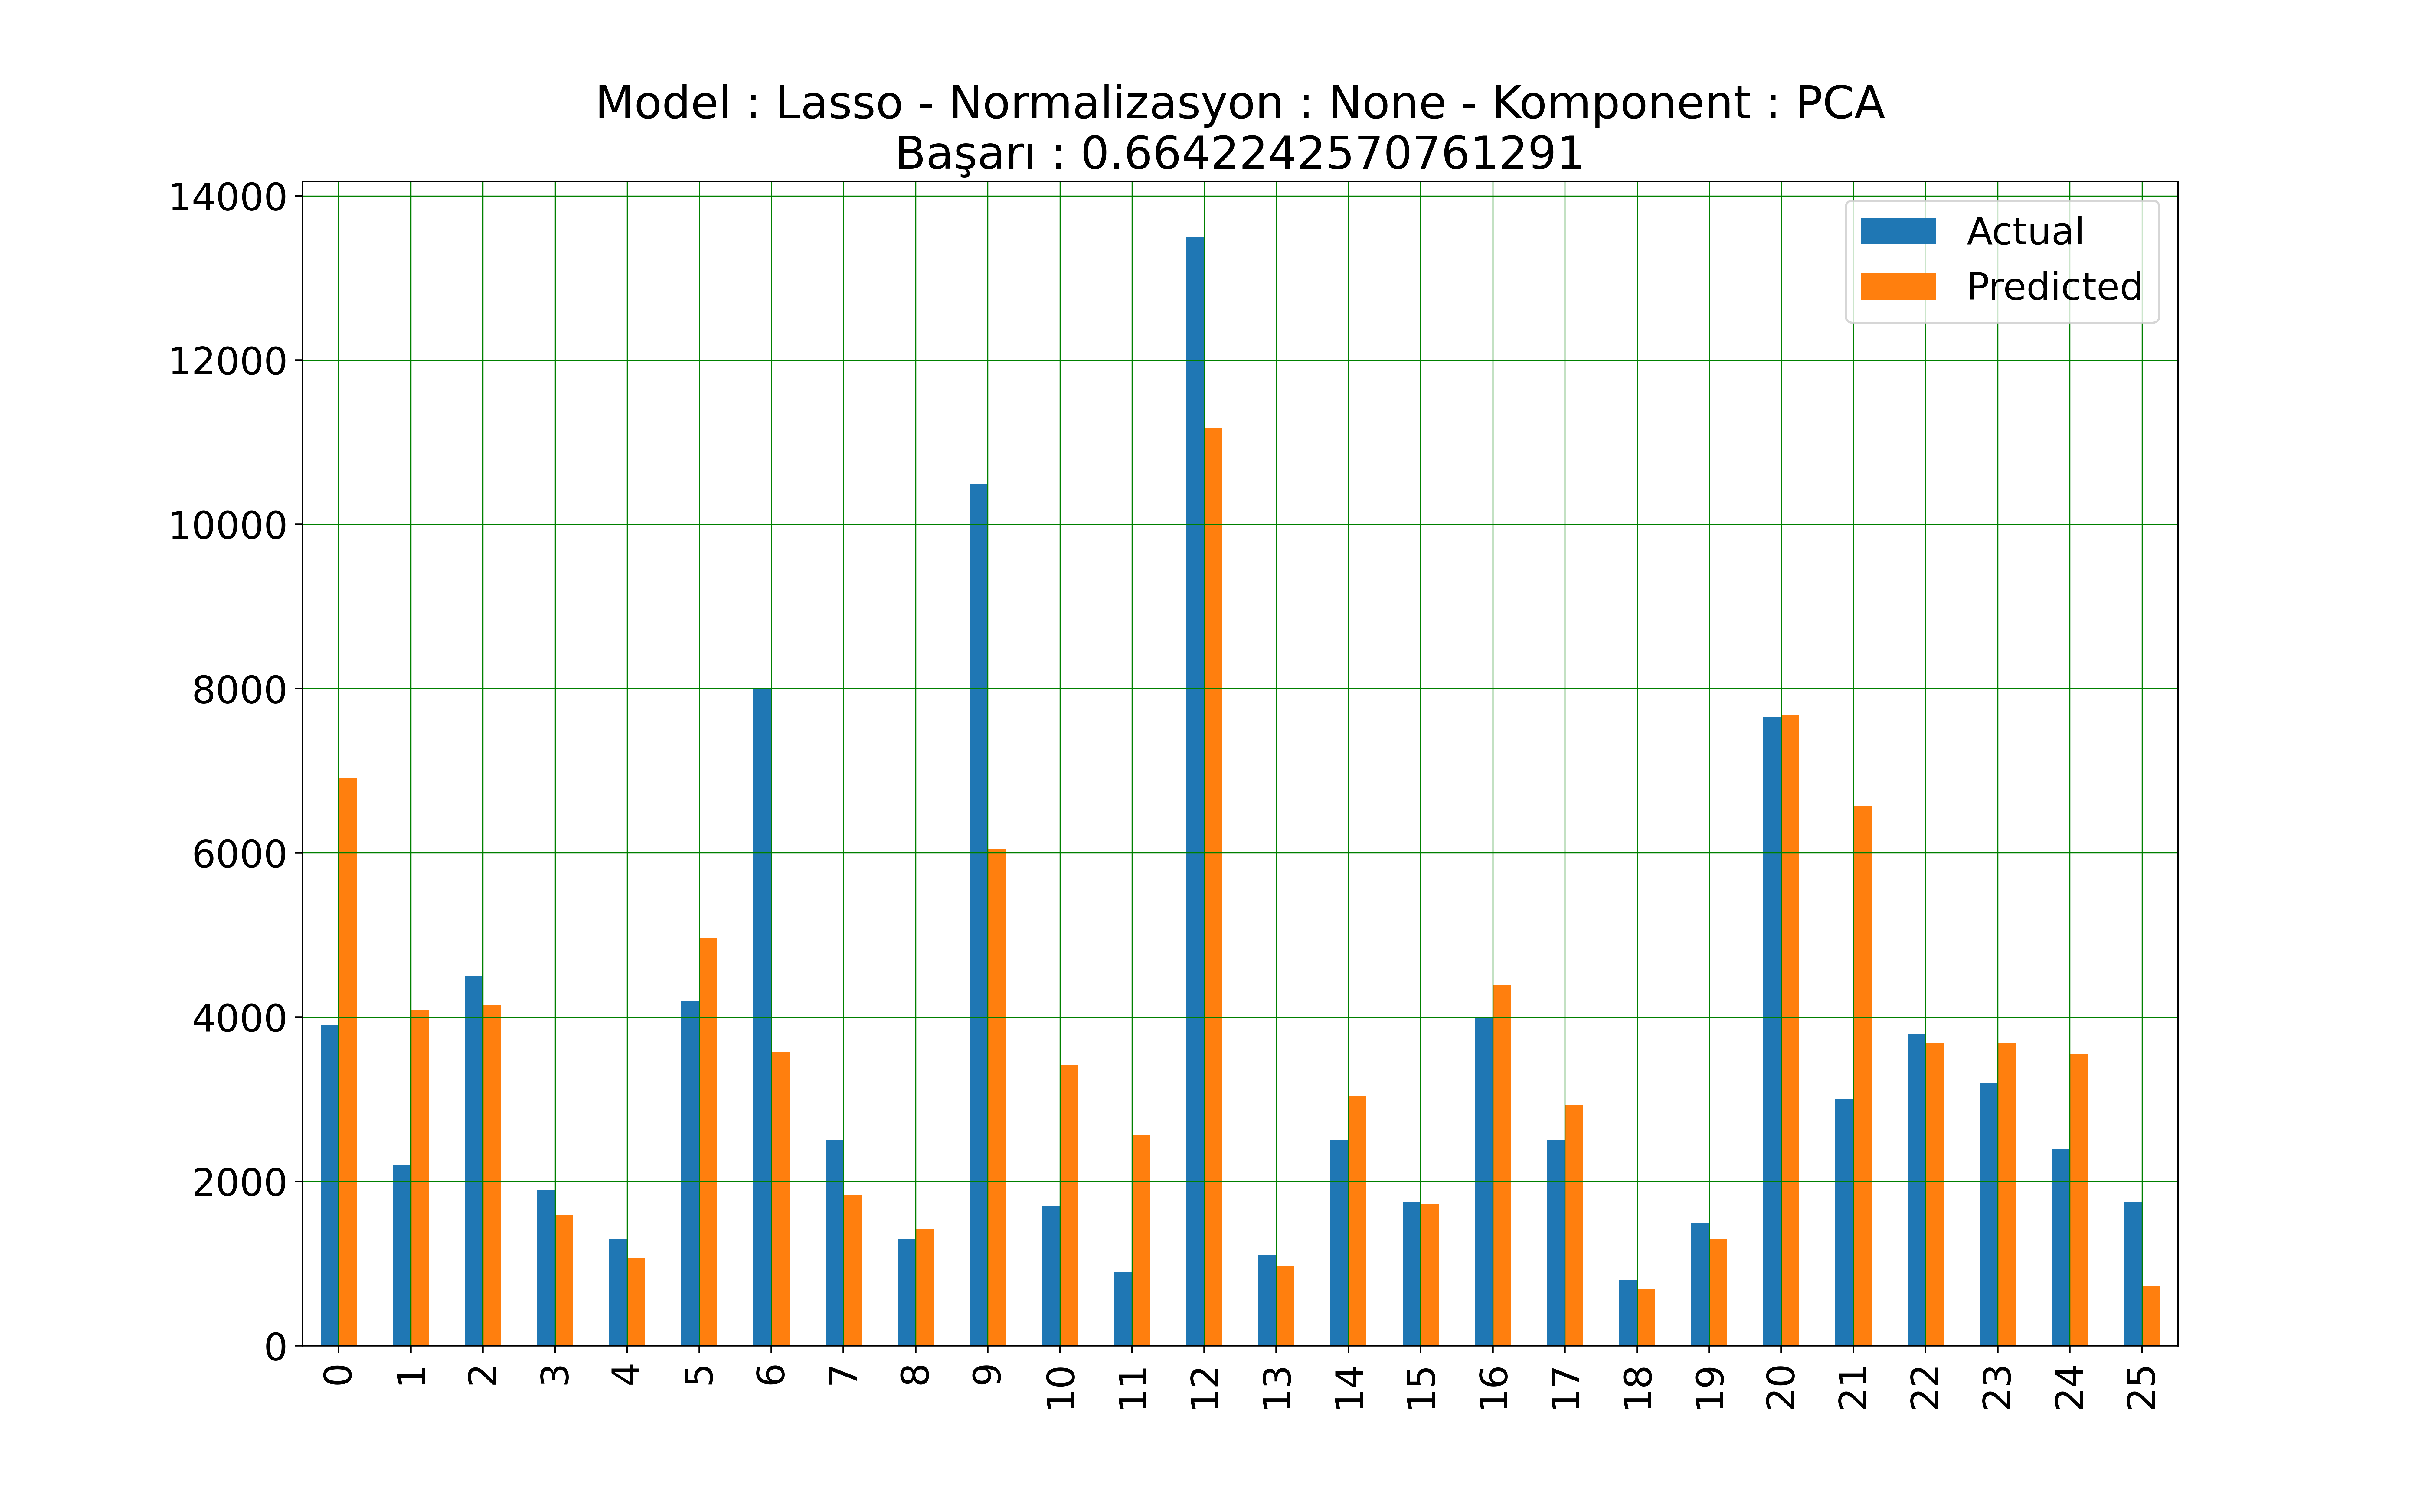 Model : Lasso - Normalizasyon : None - Komponent : PCA
Başarı : 0.6642242570761291
14000
12000
10000
8000
6000
4000
2000
0
Actual
Predicted
0 1 2 3 4 5 6 7 8 9 10 11 12 13 14 15 16 17 18 19 20 21 22 23 24 25